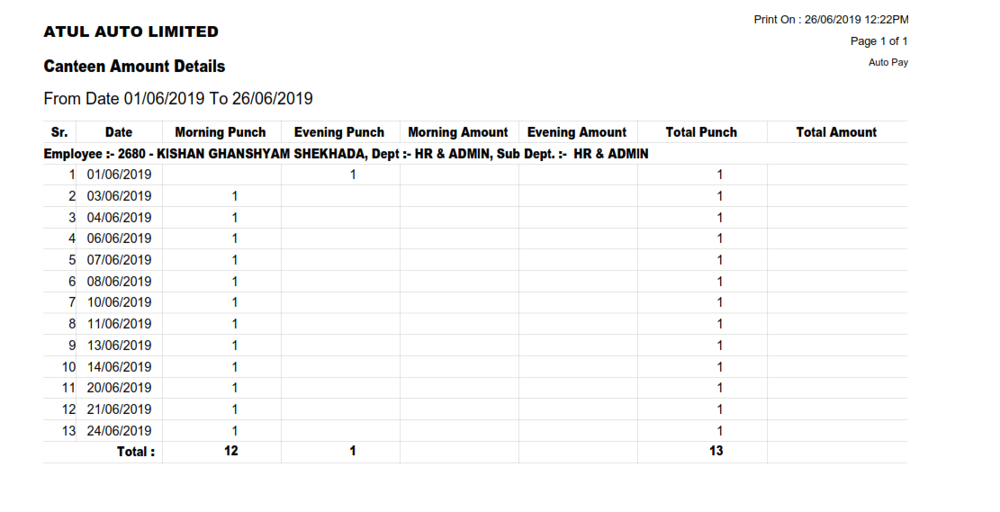 Print On : 26/06/2019 12:22PM
ATUL AUTO LIMITED
Page 1 of 1
Canteen Amount Details
Auto Pay
From Date 01/06/2019 To 26/06/2019
Sr. Date Morning Punch Evening Punch Morning Amount Evening Amount Total Punch Total Amount
Employee :- 2680 - KISHAN GHANSHYAM SHEKHADA, Dept :- HR & ADMIN, Sub Dept. :- HR & ADMIN
1 01/06/2019 1 1
2 03/06/2019 1 1
3 04/06/2019 1 1
4 06/06/2019 1 1
5 07/06/2019 1 1
6 08/06/2019 1 1
7 10/06/2019 1 1
8 11/06/2019 1 1
9 13/06/2019 1 1
10 14/06/2019 1 1
11 20/06/2019 1 1
12 21/06/2019 1 1
13 24/06/2019 1 1
Total : 12 1 13